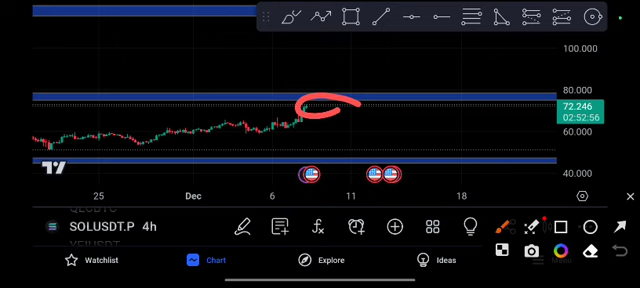 100.000
80.000
72.246
02:52:56
60.000
40.000
25 Dec 6 11 18
SOLUSDT.P 4h
Watchlist Chart Explore Ideas